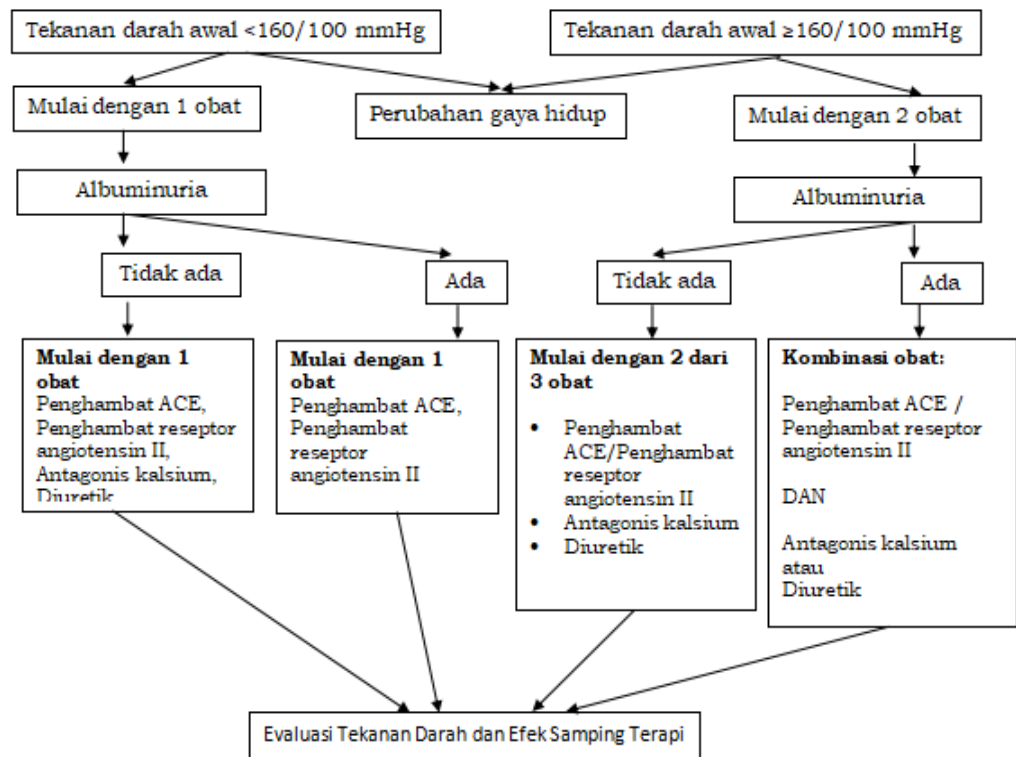 Tekanan darah awal <160/100 mmHg
Tekanan darah awal ≥160/100 mmHg
Mulai dengan 1 obat
Perubahan gaya hidup
Mulai dengan 2 obat
Albuminuria
Albuminuria
Tidak ada
Ada
Tidak ada
Ada
Mulai dengan 1
obat
Penghambat ACE,
Penghambat reseptor
angiotensin II,
Antagonis kalsium,
Diuretik
Mulai dengan 1
obat
Penghambat ACE,
Penghambat
reseptor
angiotensin II
Mulai dengan 2 dari
3 obat
• Penghambat
ACE/Penghambat
reseptor
angiotensin II
• Antagonis kalsium
• Diuretik
Kombinasi obat:
Penghambat ACE /
Penghambat reseptor
angiotensin II
DAN
Antagonis kalsium
atau
Diuretik
Evaluasi Tekanan Darah dan Efek Samping Terapi